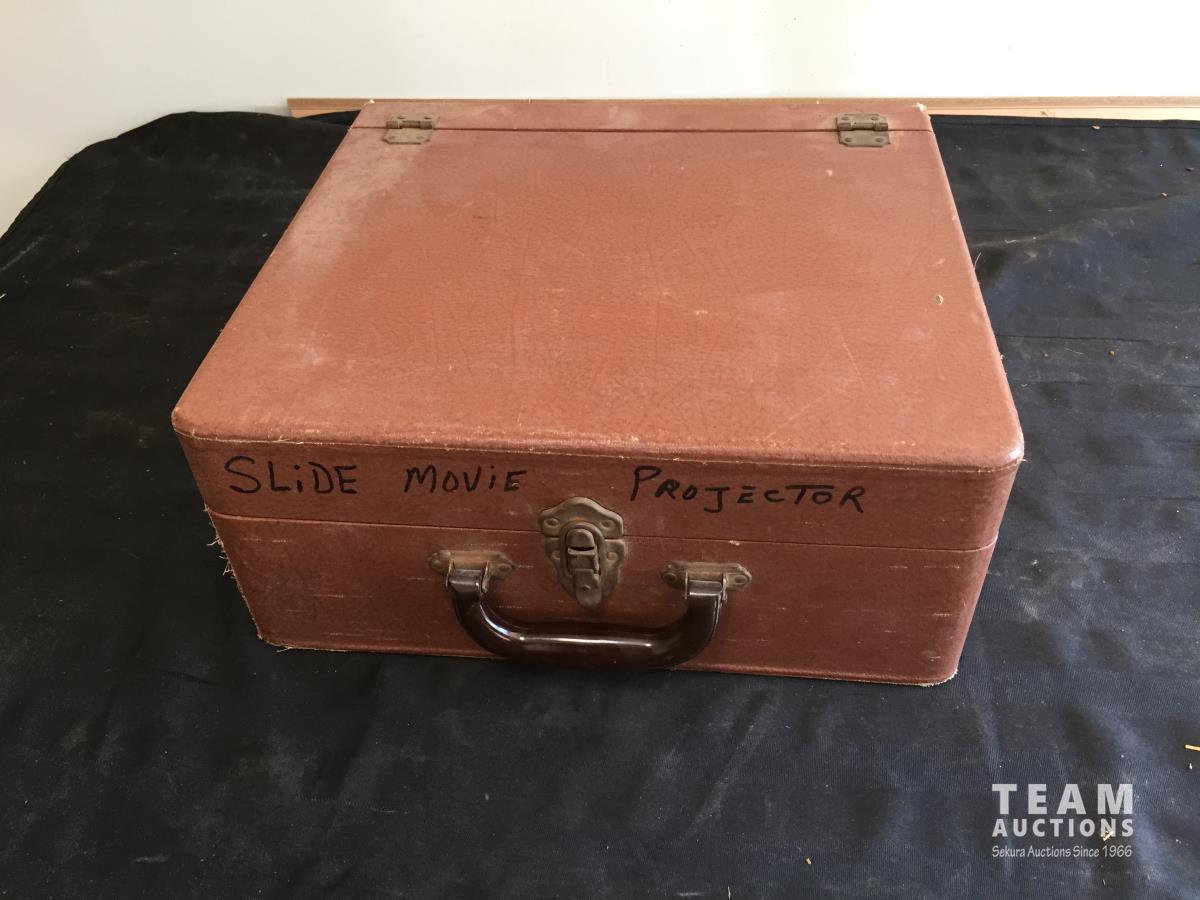 SLiDE MOViE PROJECTOR
TEAM
AUCTIONS
Sekura Auctions Since 1966